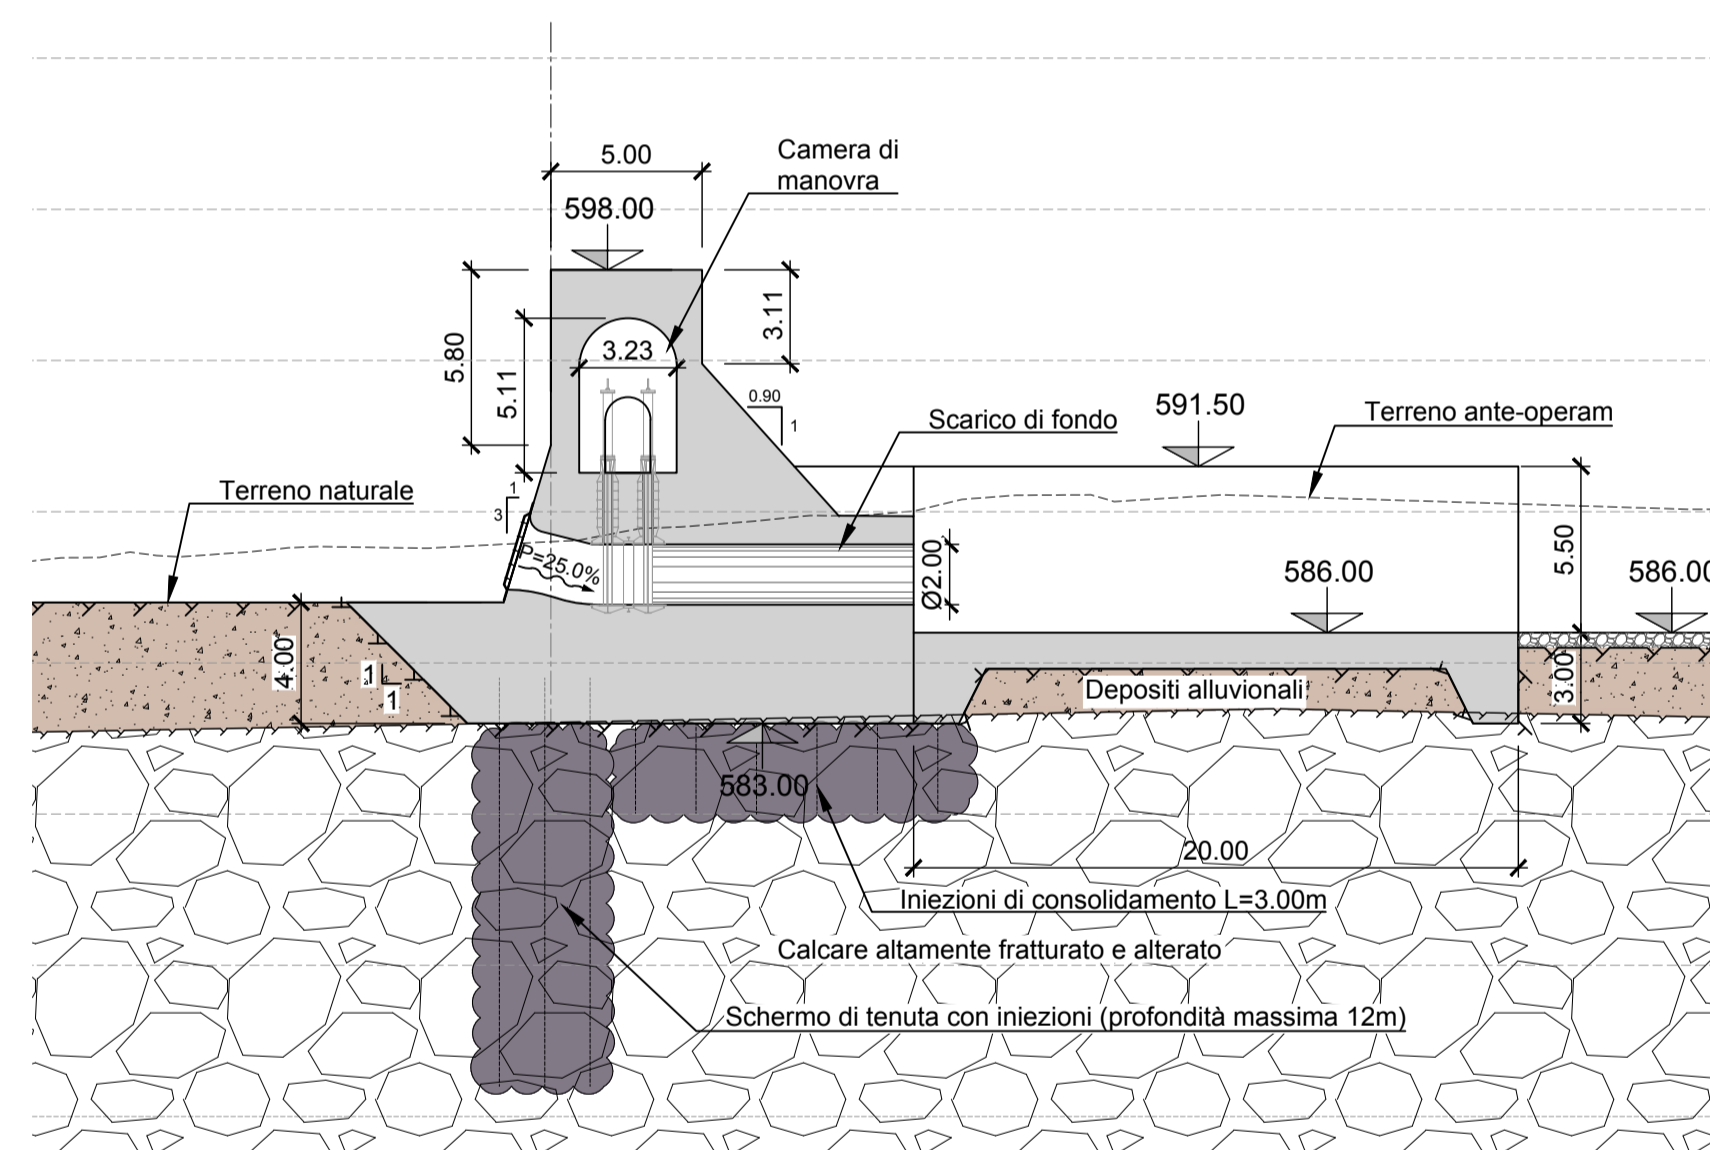 Camera di
manovra
5.00
598.00
5.80
5.11
3.23
3.11
0.90
1
Scarico di fondo
591.50
Terreno ante-operam
Terreno naturale
1
3
P=25.0%
Ø2.00
586.00
586.00
5.50
4.00
1
1
Depositi alluvionali
3.00
583.00
20.00
Iniezioni di consolidamento L=3.00m
Calcare altamente fratturato e alterato
Schermo di tenuta con iniezioni (profondità massima 12m)